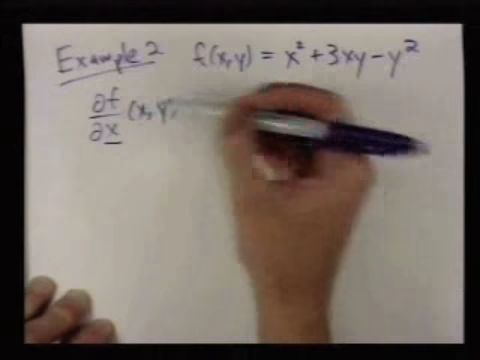 Example 2 f(x,y) = x² + 3xy - y²
∂f/∂x (x,y)